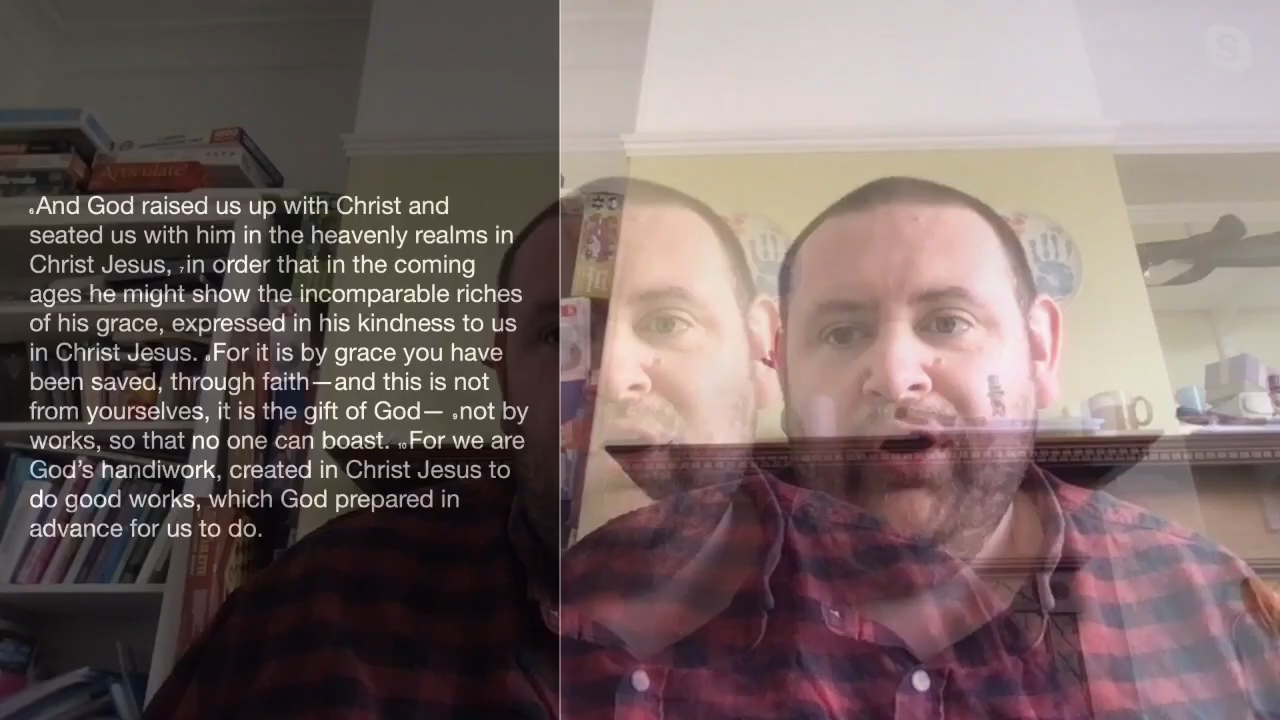 Articulate!
6And God raised us up with Christ and
seated us with him in the heavenly realms in
Christ Jesus, 7in order that in the coming
ages he might show the incomparable riches
of his grace, expressed in his kindness to us
in Christ Jesus. 8For it is by grace you have
been saved, through faith—and this is not
from yourselves, it is the gift of God— 9not by
works, so that no one can boast. 10For we are
God’s handiwork, created in Christ Jesus to
do good works, which God prepared in
advance for us to do.